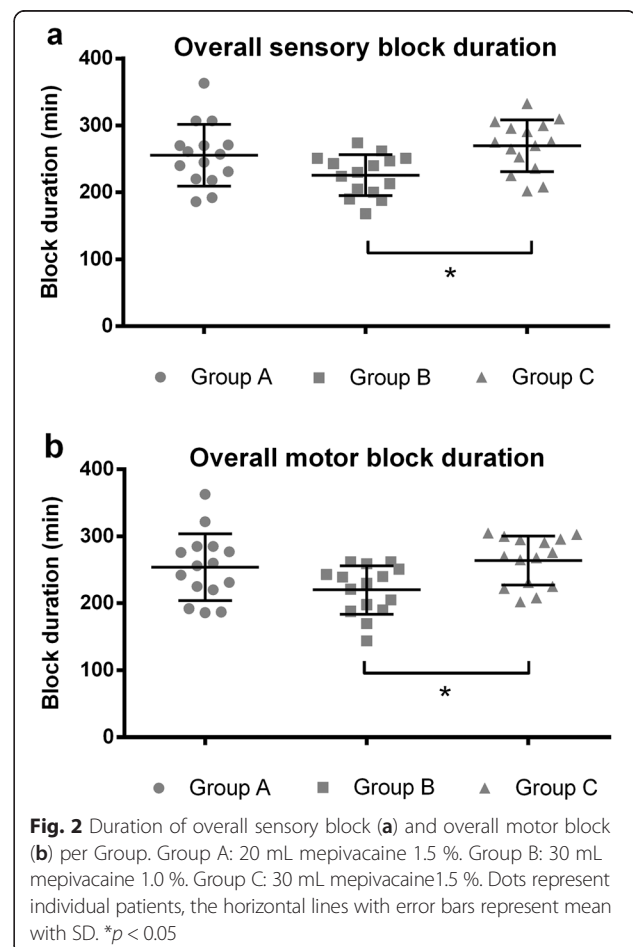 a
Overall sensory block duration
Block duration (min)
400
300
200
100
0
*
Group A Group B Group C
b
Overall motor block duration
Block duration (min)
400
300
200
100
0
*
Group A Group B Group C
Fig. 2 Duration of overall sensory block (a) and overall motor block
(b) per Group. Group A: 20 mL mepivacaine 1.5 %. Group B: 30 mL
mepivacaine 1.0 %. Group C: 30 mL mepivacaine1.5 %. Dots represent
individual patients, the horizontal lines with error bars represent mean
with SD. *p < 0.05